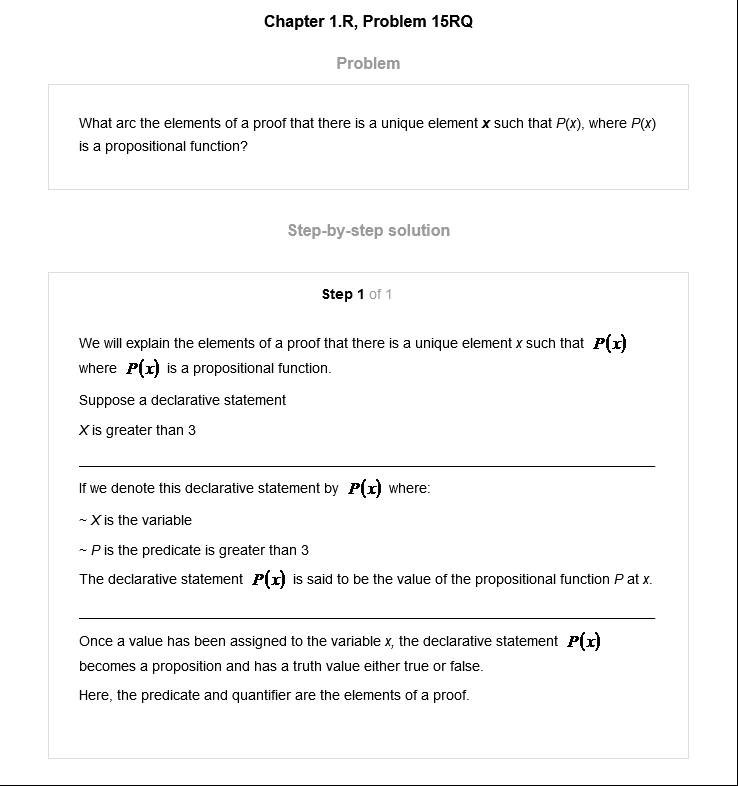 Chapter 1.R, Problem 15RQ
Problem
What arc the elements of a proof that there is a unique element x such that P(x), where P(x)
is a propositional function?
Step-by-step solution
Step 1 of 1
We will explain the elements of a proof that there is a unique element x such that P(x)
where P(x) is a propositional function.
Suppose a declarative statement
X is greater than 3
If we denote this declarative statement by P(x) where:
~ X is the variable
~ P is the predicate is greater than 3
The declarative statement P(x) is said to be the value of the propositional function P at x.
Once a value has been assigned to the variable x, the declarative statement P(x)
becomes a proposition and has a truth value either true or false.
Here, the predicate and quantifier are the elements of a proof.